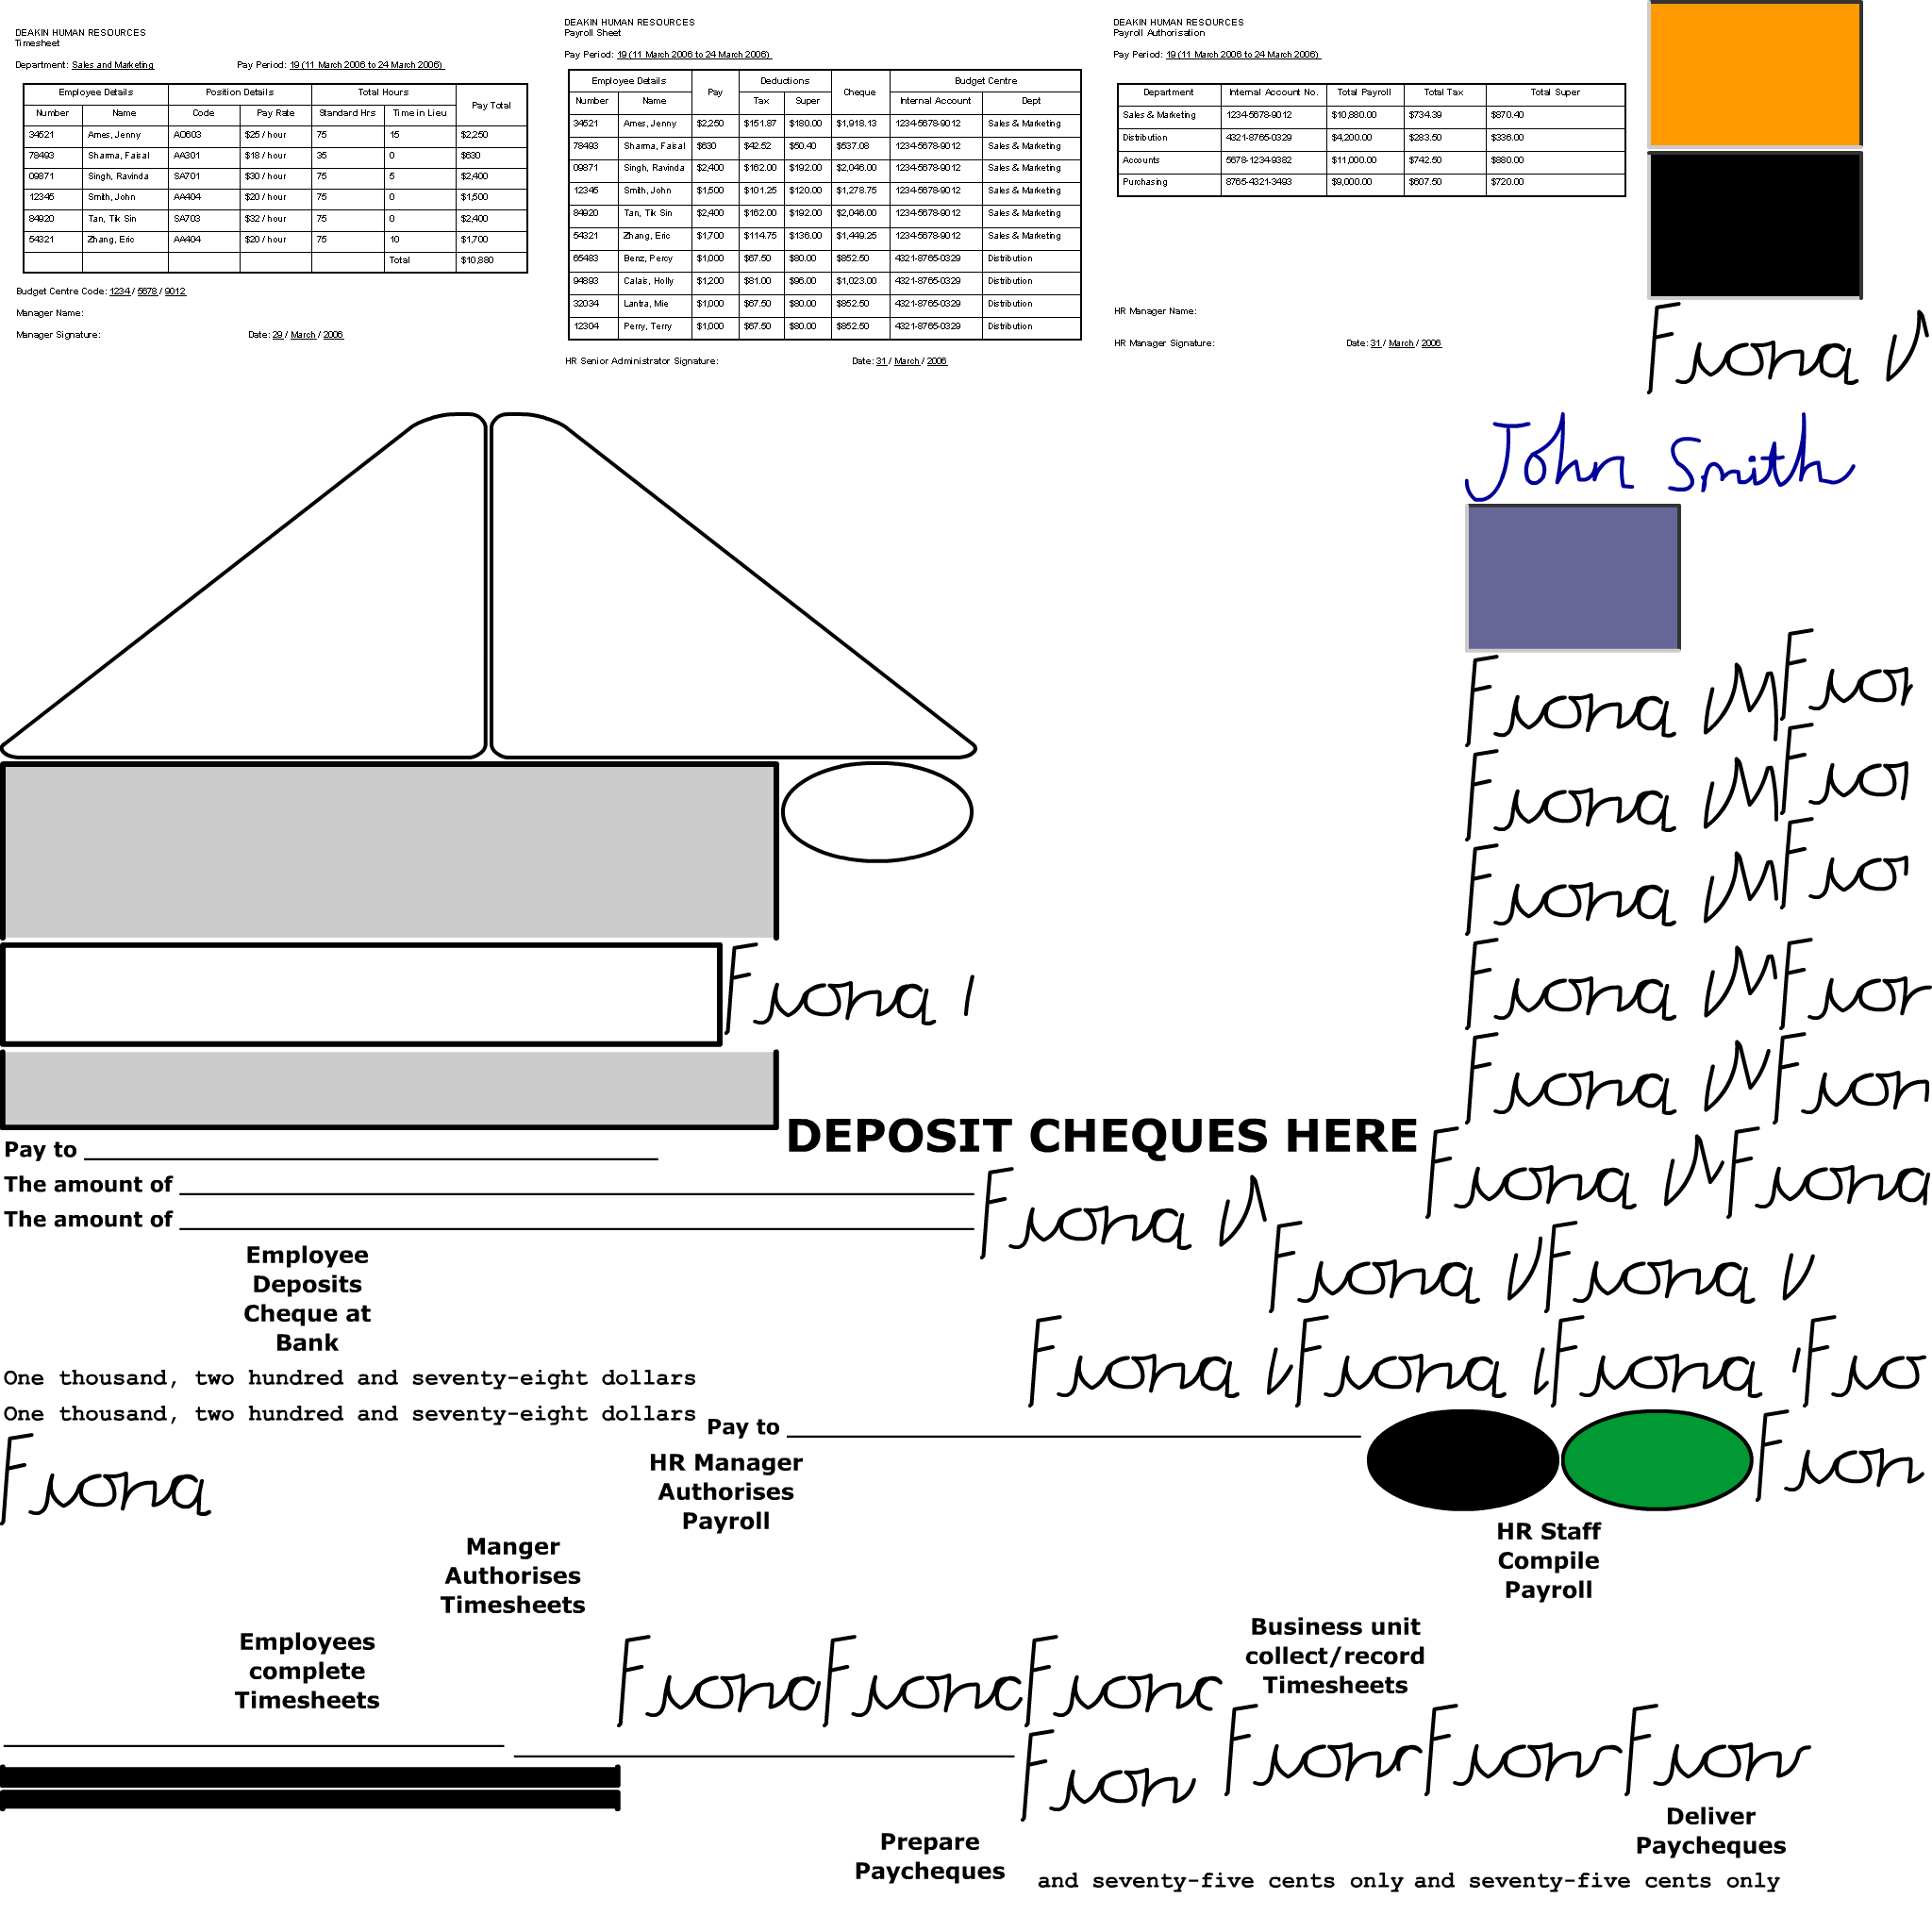 DEAKIN HUMAN RESOURCES
Timesheet
Department: Sales and Marketing Pay Period: 19 (11 March 2006 to 24 March 2006)
Employee Details Position Details Total Hours Pay Total
Number Name Code Pay Rate Standard Hrs Time in Lieu
34521 Ames, Jenny AO603 $25 / hour 75 15 $2,250
78493 Sharma, Faisal AA301 $18 / hour 35 0 $630
09871 Singh, Ravinda SA701 $30 / hour 75 5 $2,400
12345 Smith, John AA404 $20 / hour 75 0 $1,500
84920 Tan, Tik Sin SA703 $32 / hour 75 0 $2,400
54321 Zhang, Eric AA404 $20 / hour 75 10 $1,700
Total $10,880
Budget Centre Code: 1234 / 5678 / 9012
Manager Name:
Manager Signature: Date: 29 / March / 2006
DEAKIN HUMAN RESOURCES
Payroll Sheet
Pay Period: 19 (11 March 2006 to 24 March 2006)
Employee Details Pay Deductions Cheque Budget Centre
Number Name Tax Super Internal Account Dept
34521 Ames, Jenny $2,250 $151.87 $180.00 $1,918.13 1234-5678-9012 Sales & Marketing
78493 Sharma, Faisal $630 $42.52 $50.40 $537.08 1234-5678-9012 Sales & Marketing
09871 Singh, Ravinda $2,400 $162.00 $192.00 $2,046.00 1234-5678-9012 Sales & Marketing
12345 Smith, John $1,500 $101.25 $120.00 $1,278.75 1234-5678-9012 Sales & Marketing
84920 Tan, Tik Sin $2,400 $162.00 $192.00 $2,046.00 1234-5678-9012 Sales & Marketing
54321 Zhang, Eric $1,700 $114.75 $136.00 $1,449.25 1234-5678-9012 Sales & Marketing
65483 Benz, Percy $1,000 $67.50 $80.00 $852.50 4321-8765-0329 Distribution
94893 Calais, Holly $1,200 $81.00 $96.00 $1,023.00 4321-8765-0329 Distribution
32034 Lantra, Mie $1,000 $67.50 $80.00 $852.50 4321-8765-0329 Distribution
12304 Perry, Terry $1,000 $67.50 $80.00 $852.50 4321-8765-0329 Distribution
HR Senior Administrator Signature: Date: 31 / March / 2006
DEAKIN HUMAN RESOURCES
Payroll Authorisation
Pay Period: 19 (11 March 2006 to 24 March 2006)
Department Internal Account No. Total Payroll Total Tax Total Super
Sales & Marketing 1234-5678-9012 $10,880.00 $734.39 $870.40
Distribution 4321-8765-0329 $4,200.00 $283.50 $336.00
Accounts 5678-1234-9382 $11,000.00 $742.50 $880.00
Purchasing 8765-4321-3493 $9,000.00 $607.50 $720.00
HR Manager Name:
HR Manager Signature: Date: 31 / March / 2006
Fiona
John Smith
Fiona M Fion
Fiona M Fion
Fiona M Fio
Fiona M Fion
Fiona M Fion
Fiona
DEPOSIT CHEQUES HERE
Fiona Fiona
Pay to
The amount of
The amount of
Fiona
Fiona Fiona
Employee
Deposits
Cheque at
Bank
Fiona Fiona Fiona Fio
One thousand, two hundred and seventy-eight dollars
One thousand, two hundred and seventy-eight dollars
Pay to
Fiona
Fion
HR Manager
Authorises
Payroll
HR Staff
Compile
Payroll
Manger
Authorises
Timesheets
Business unit
collect/record
Timesheets
Employees
complete
Timesheets
Fiona Fiona Fiona
Fion Fion Fion Fion
Deliver
Paycheques
Prepare
Paycheques
and seventy-five cents only and seventy-five cents only